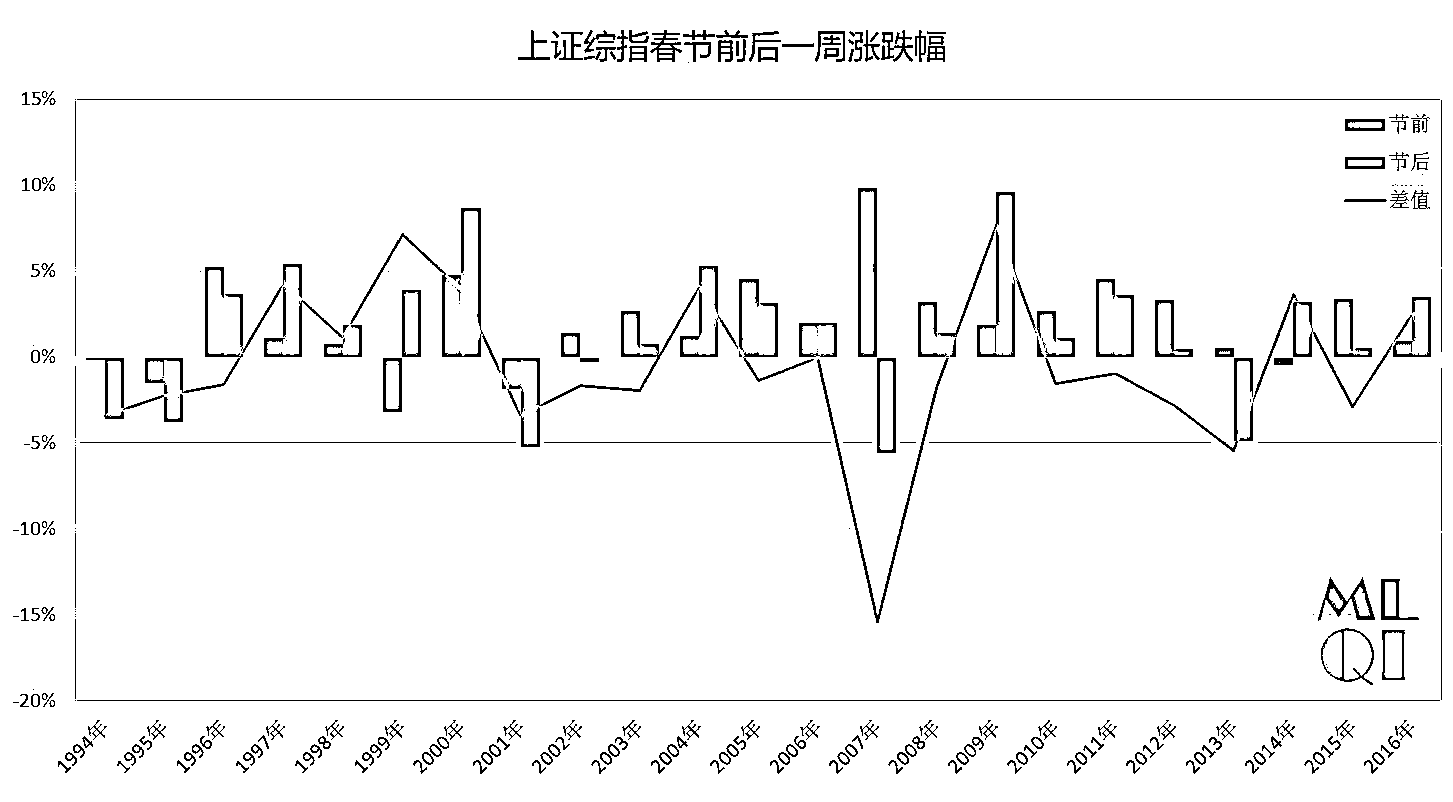 上证综指春节前后一周涨跌幅
15%
10%
5%
0%
-5%
-10%
-15%
-20%
节前
节后
差值
ML
QI
1994年
1995年
1996年
1997年
1998年
1999年
2000年
2001年
2002年
2003年
2004年
2005年
2006年
2007年
2008年
2009年
2010年
2011年
2012年
2013年
2014年
2015年
2016年